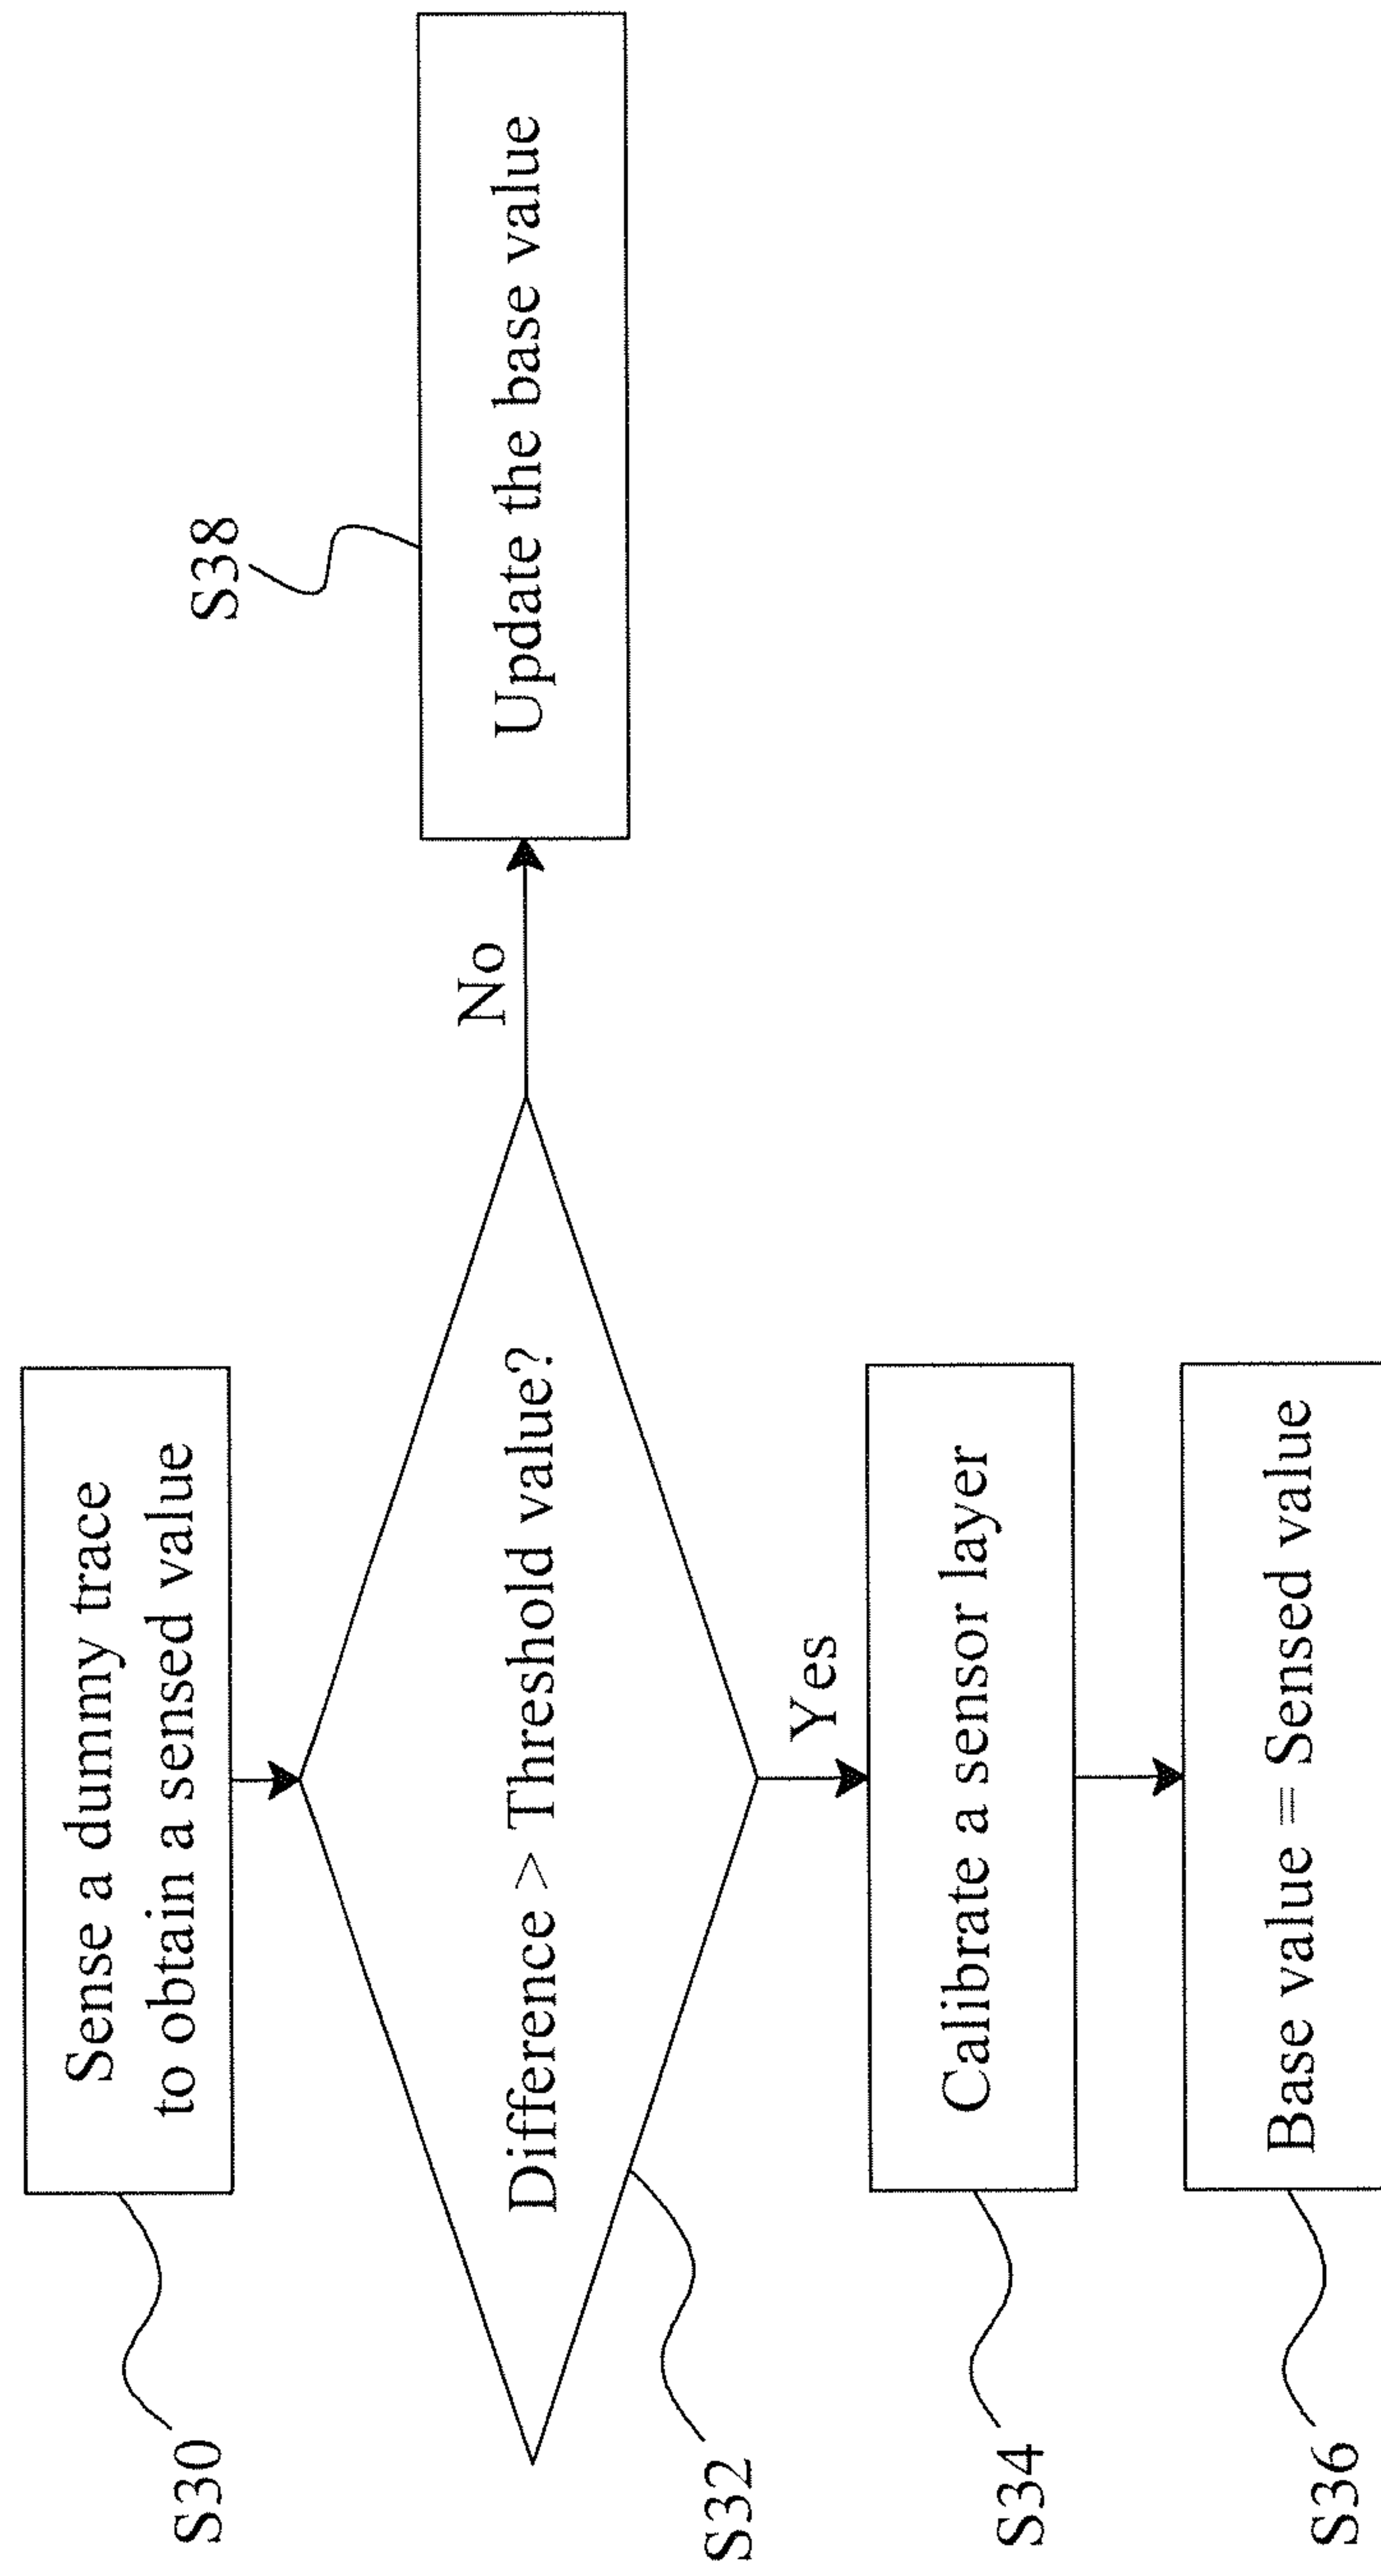 S30
Sense a dummy trace
to obtain a sensed value
S32
Difference > Threshold value?
No
S38
Update the base value
Yes
S34
Calibrate a sensor layer
S36
Base value = Sensed value